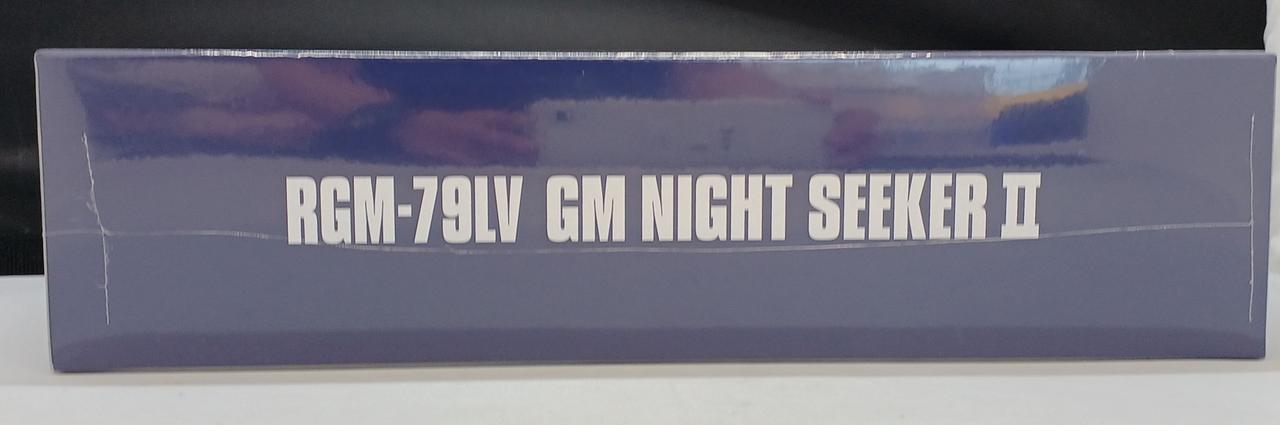 RGM-79LV GM NIGHT SEEKER II